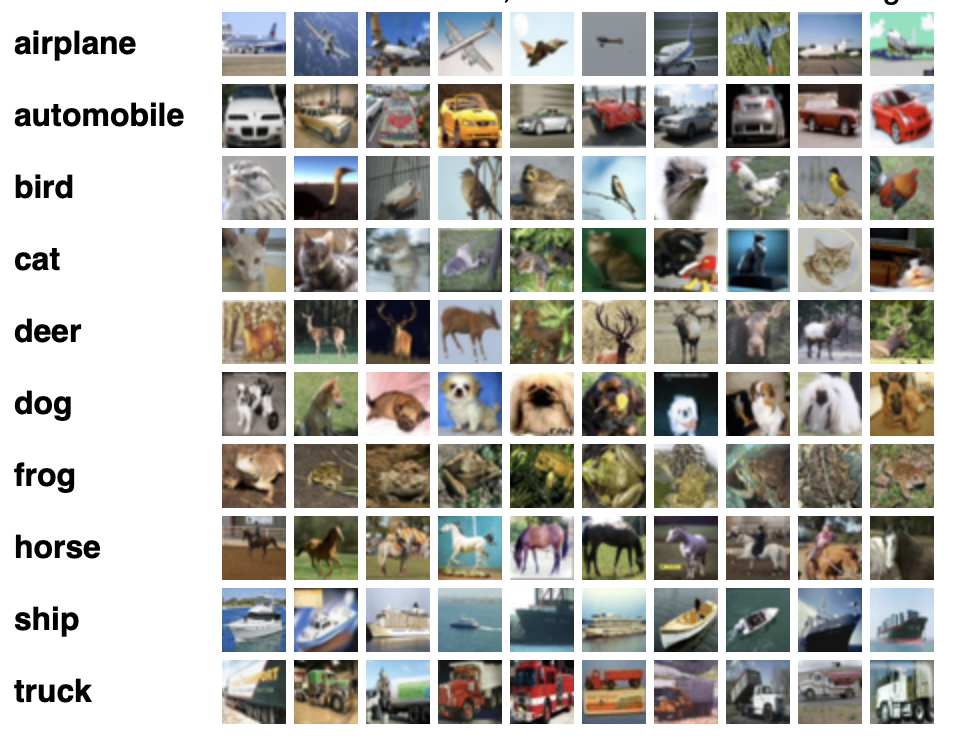 airplane
automobile
bird
cat
deer
dog
frog
horse
ship
truck